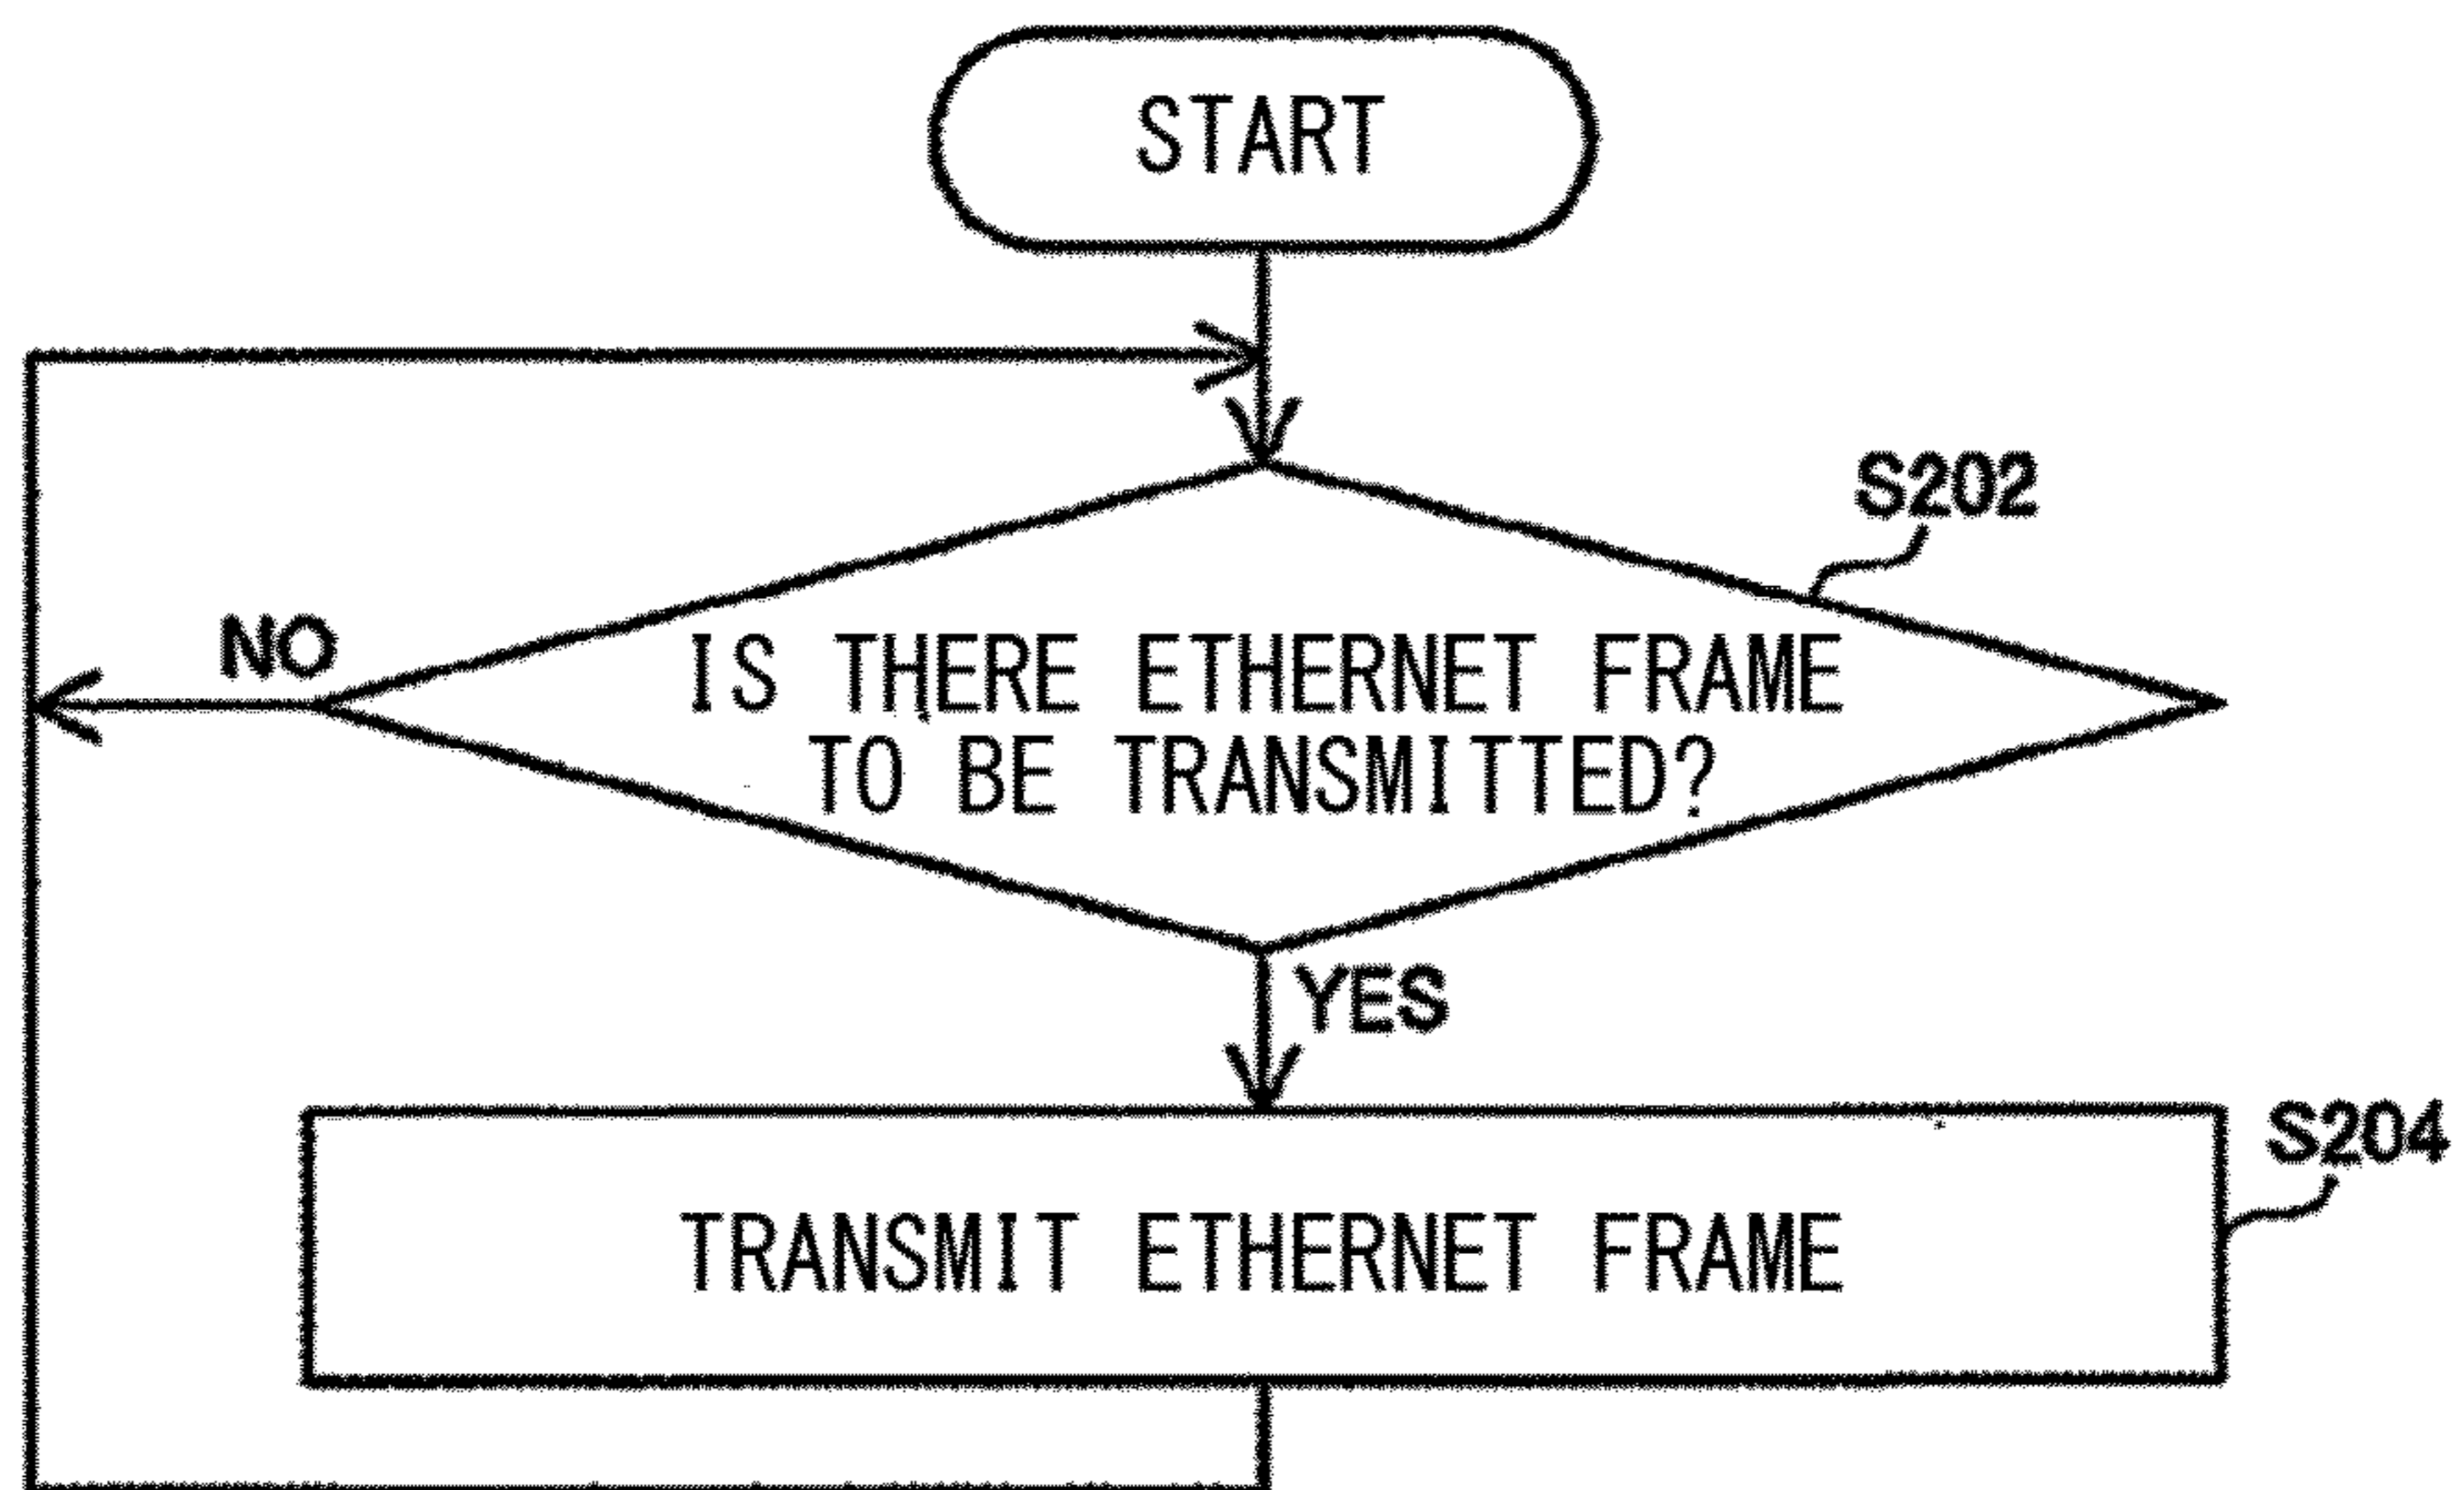 START
S202
NO
IS THERE ETHERNET FRAME
TO BE TRANSMITTED?
YES
S204
TRANSMIT ETHERNET FRAME